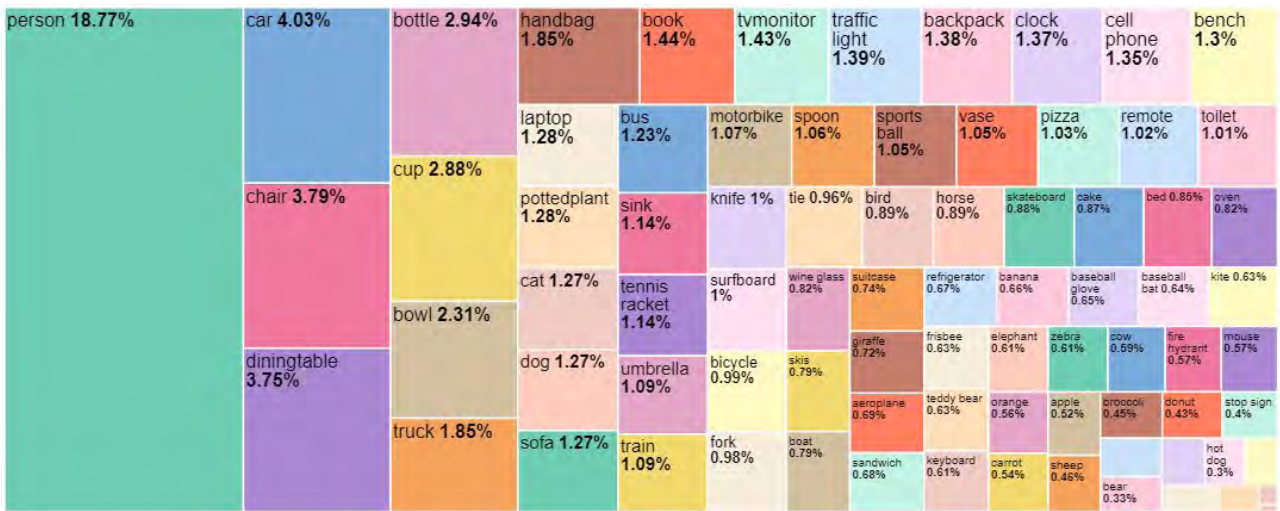 person 18.77%
car 4.03%
chair 3.79%
diningtable
3.75%
bottle 2.94%
cup 2.88%
bowl 2.31%
truck 1.85%
handbag
1.85%
book
1.44%
tvmonitor
1.43%
traffic
light
1.39%
backpack
1.38%
clock
1.37%
cell
phone
1.35%
bench
1.3%
laptop
1.28%
pottedplant
1.28%
cat 1.27%
dog 1.27%
sofa 1.27%
bus
1.23%
sink
1.14%
tennis
racket
1.14%
umbrella
1.09%
train
1.09%
motorbike
1.07%
spoon
1.06%
sports
ball
1.05%
vase
1.05%
pizza
1.03%
remote
1.02%
toilet
1.01%
knife 1%
surfboard
1%
bicycle
0.99%
fork
0.98%
tie 0.96%
bird
0.89%
horse
0.89%
skateboard
0.88%
cake
0.87%
bed 0.85%
oven
0.82%
wine glass
0.82%
skis
0.79%
boat
0.79%
suitcase
0.74%
giraffe
0.72%
aeroplane
0.69%
sandwich
0.68%
refrigerator
0.67%
banana
0.66%
baseball
glove
0.65%
baseball
bat 0.64%
kite 0.63%
frisbee
0.63%
teddy bear
0.63%
keyboard
0.61%
elephant
0.61%
zebra
0.61%
cow
0.59%
fire
hydrant
0.57%
mouse
0.57%
orange
0.56%
carrot
0.54%
apple
0.52%
sheep
0.46%
broccoli
0.45%
donut
0.43%
stop sign
0.4%
bear
0.33%
hot
dog
0.3%